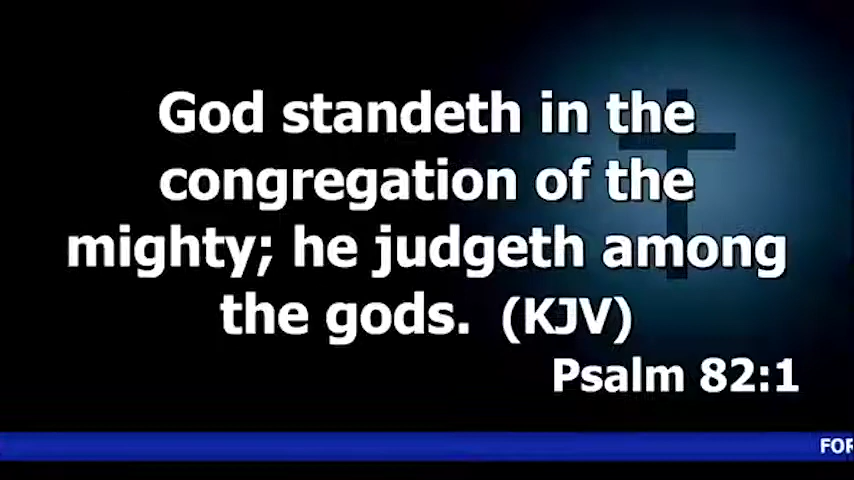 God standeth in the
congregation of the
mighty; he judgeth among
the gods. (KJV)
Psalm 82:1
FOR